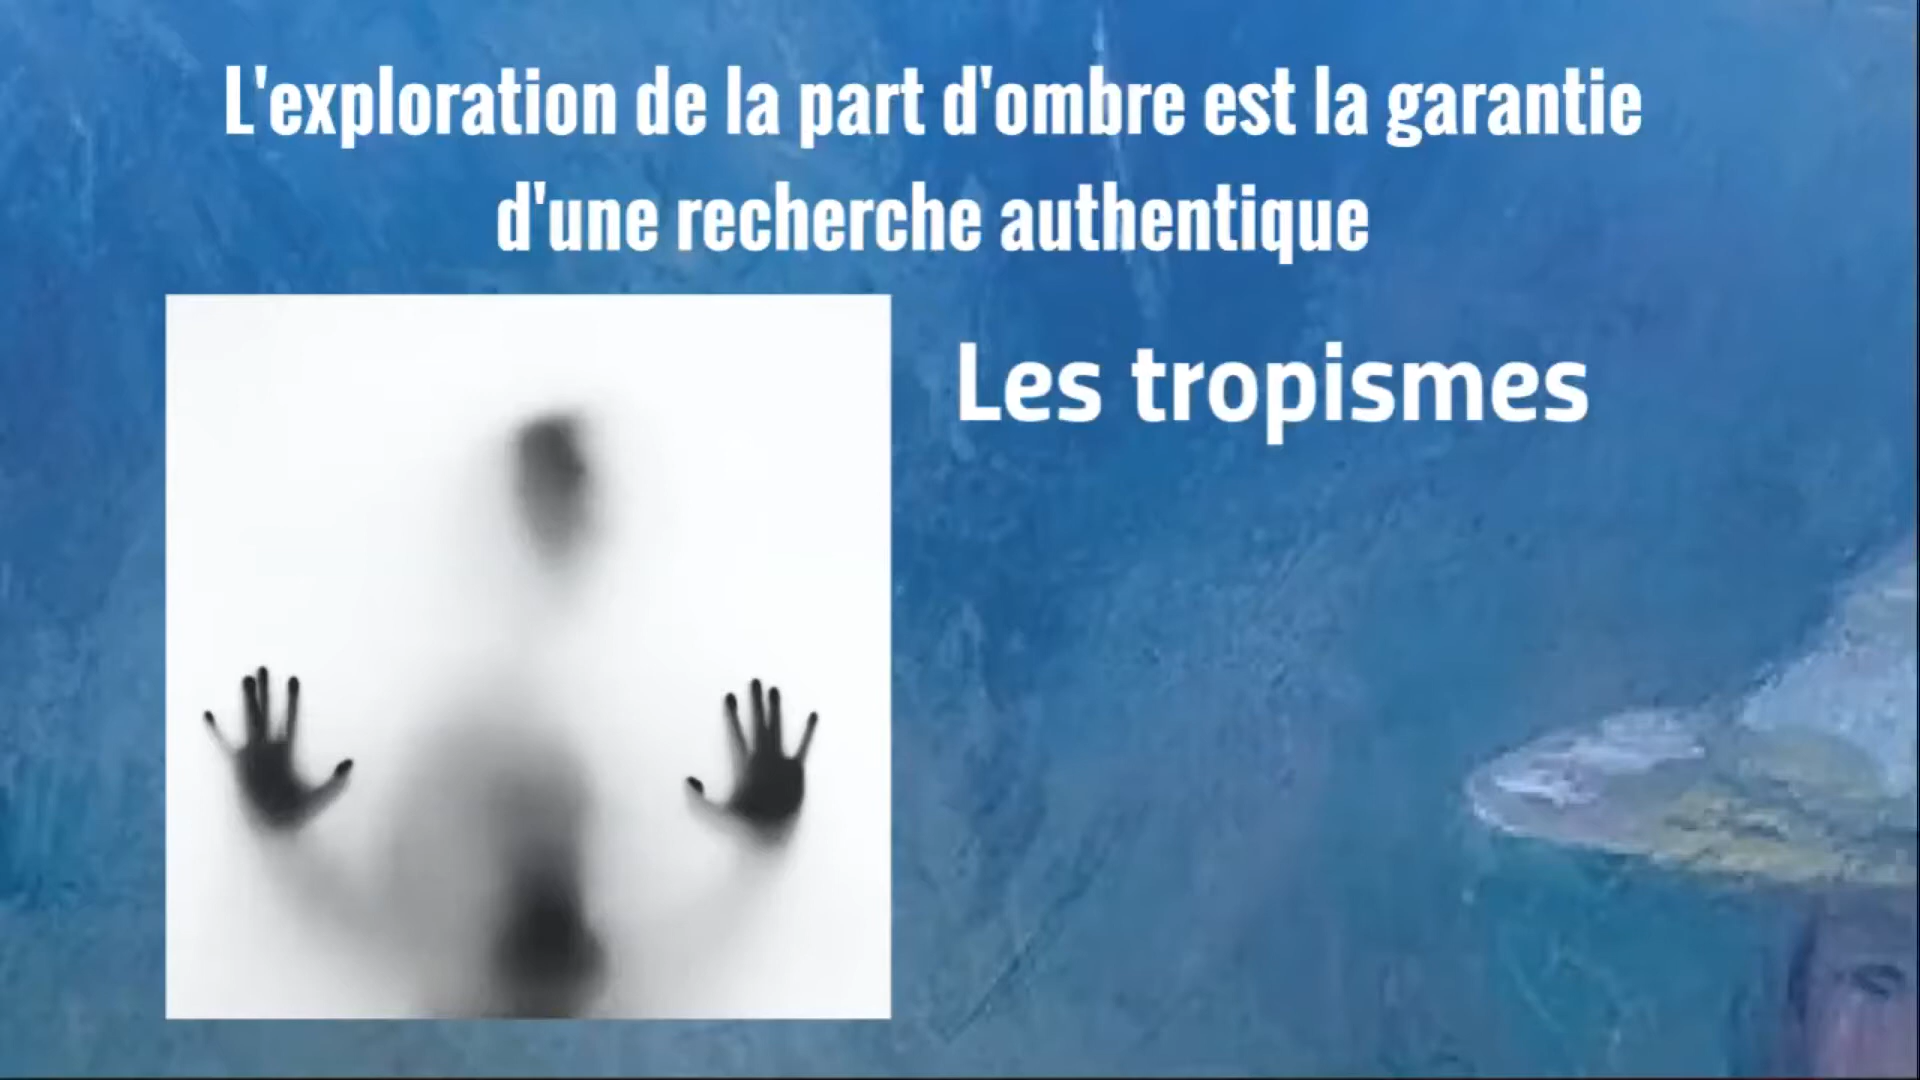 L'exploration de la part d'ombre est la garantie
d'une recherche authentique
Les tropismes